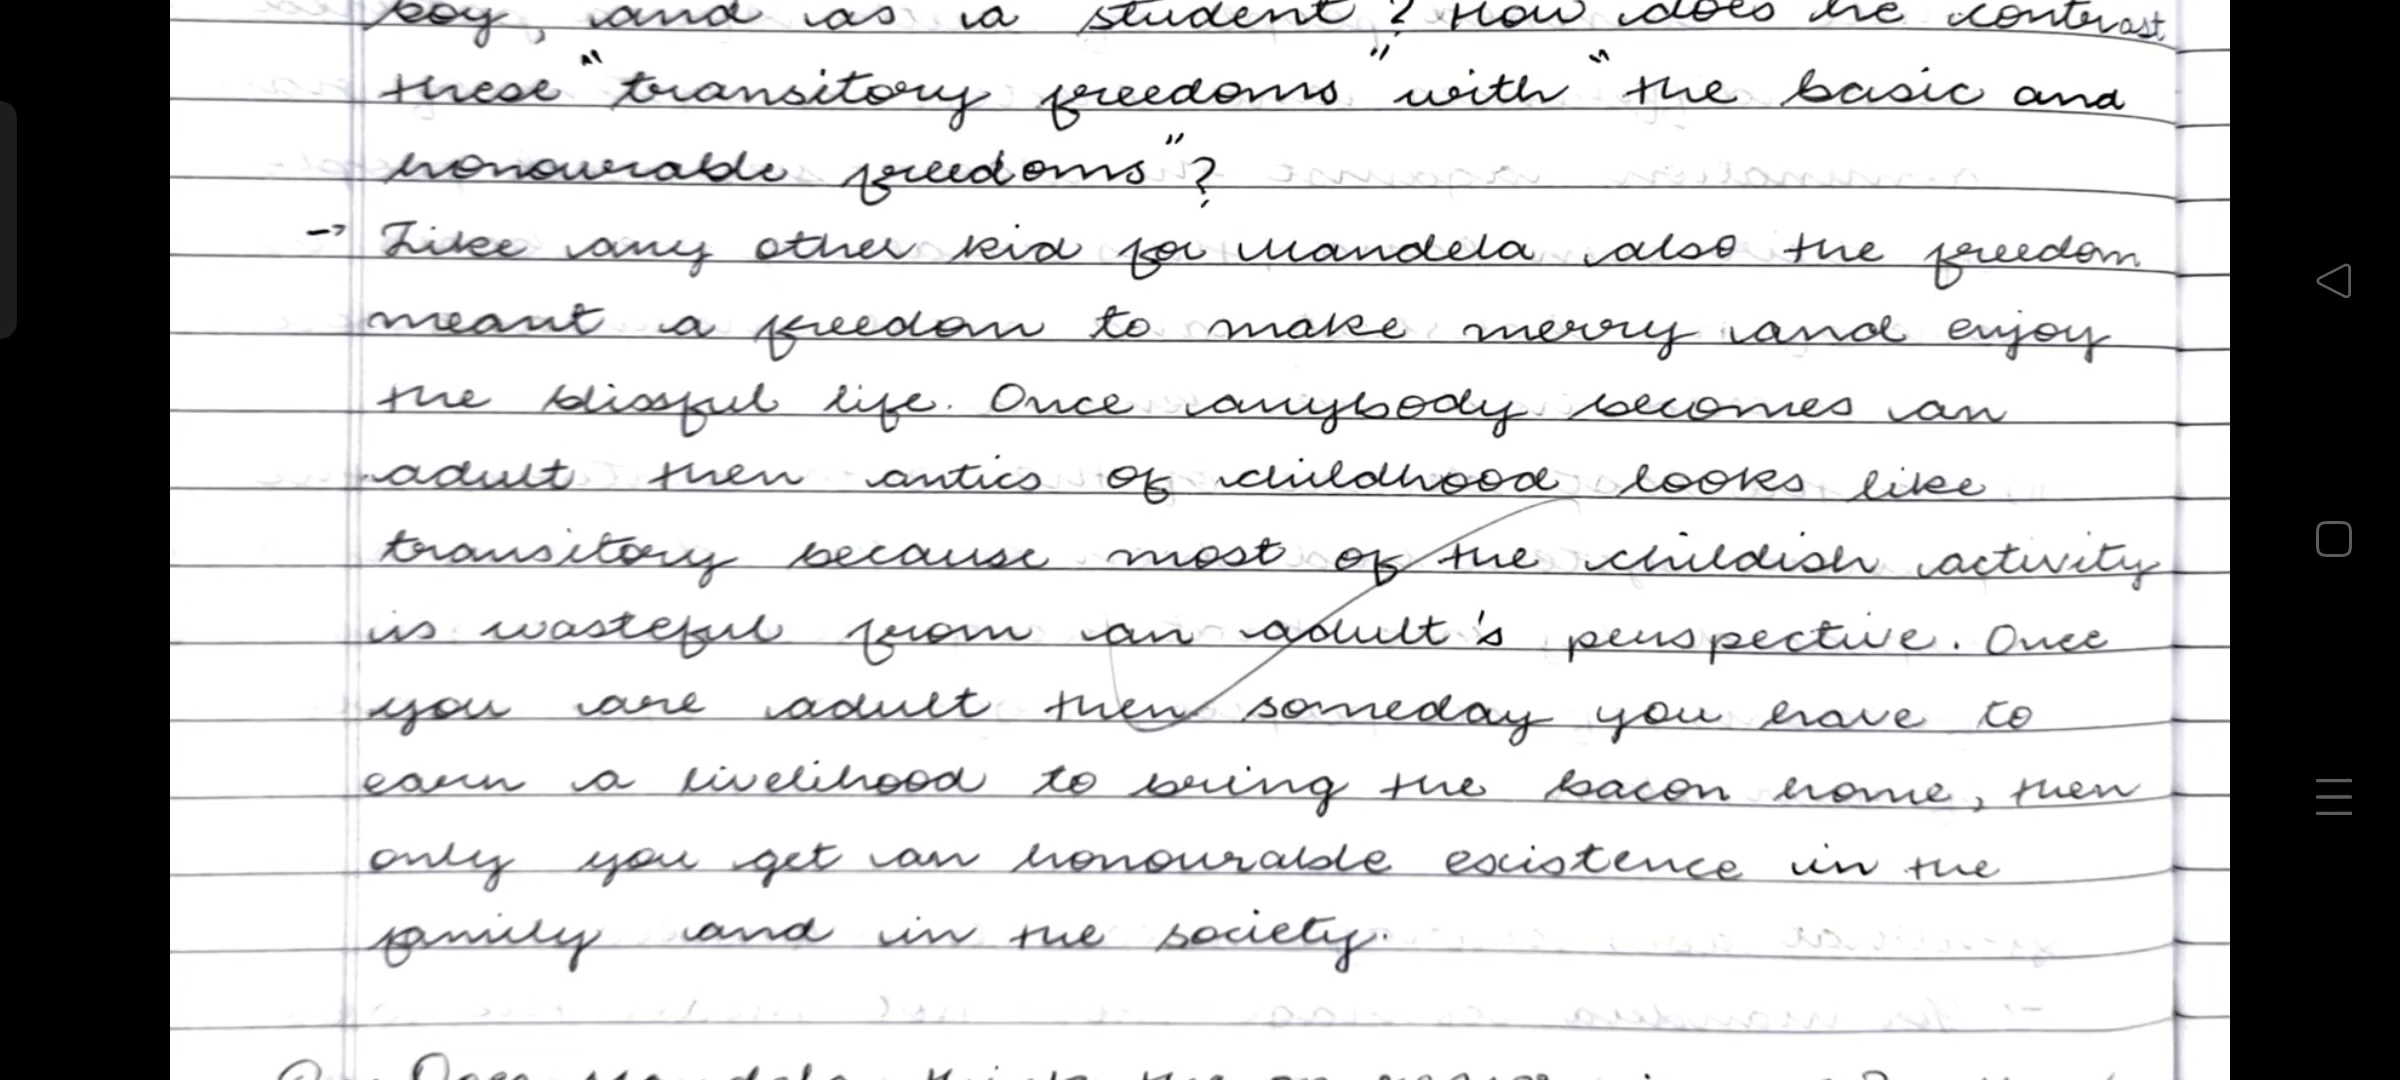 boy, and as a student? How does he contrast
these "transitory freedoms" with "the basic and
honourable freedoms"?
→ Like any other kid for Mandela also the freedom
meant a freedom to make merry and enjoy
the blissful life. Once anybody becomes an
adult then antics of childhood looks like
transitory because most of the childish activity
is wasteful from an adult's perspective. Once
you are adult then someday you have to
earn a livelihood to bring the bacon home, then
only you get an honourable existence in the
family and in the society.
Does Mandela think the